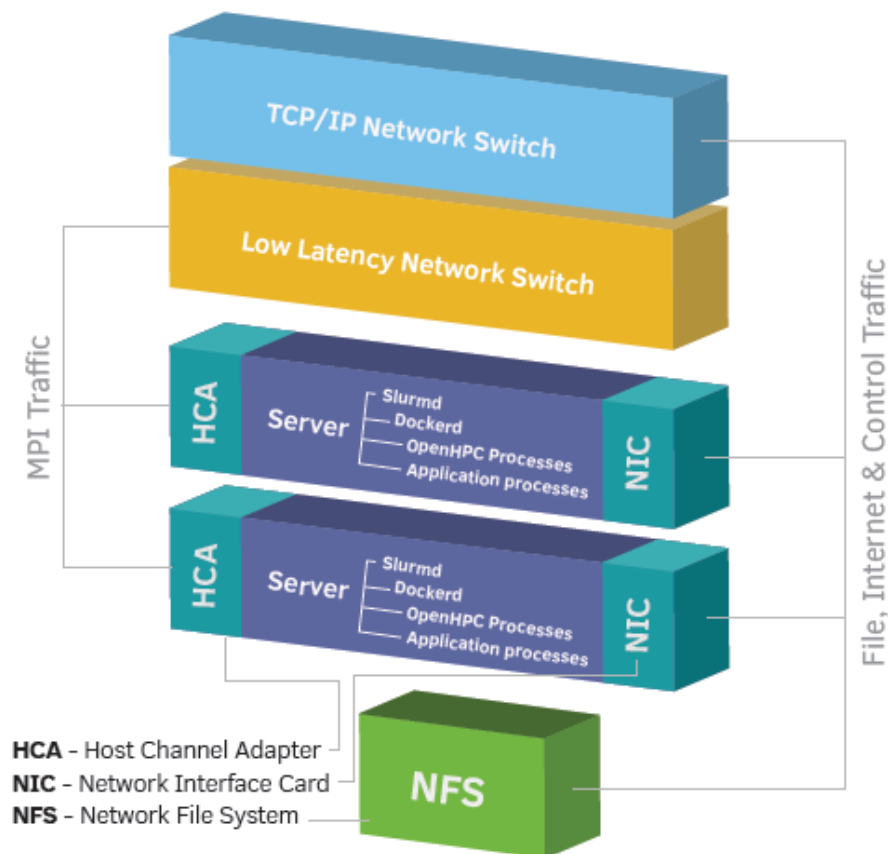 TCP/IP Network Switch
Low Latency Network Switch
MPI Traffic
File, Internet & Control Traffic
HCA
Server
Slurmd
Dockerd
OpenHPC Processes
Application processes
NIC
HCA
Server
Slurmd
Dockerd
OpenHPC Processes
Application processes
NIC
HCA - Host Channel Adapter
NIC - Network Interface Card
NFS - Network File System
NFS